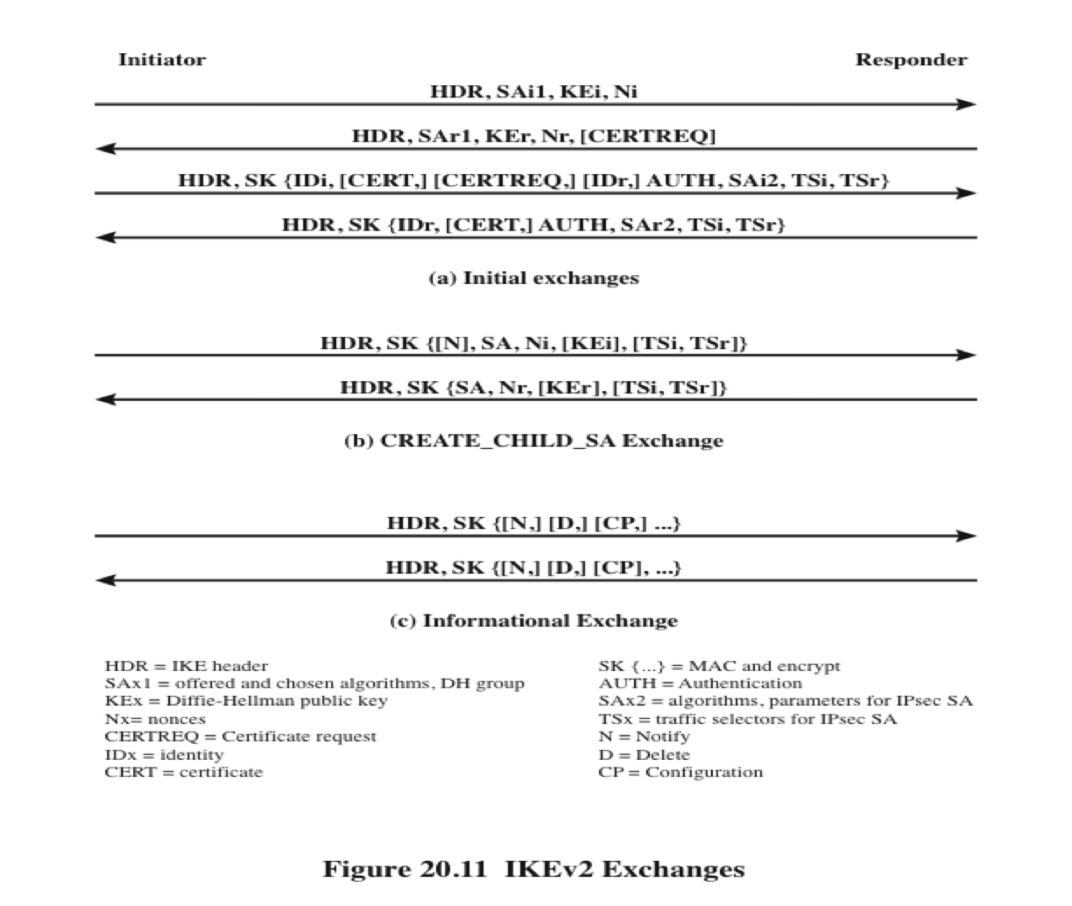 Initiator Responder
HDR, SAi1, KEi, Ni
HDR, SAr1, KEr, Nr, [CERTREQ]
HDR, SK {IDi, [CERT,] [CERTREQ,] [IDr,] AUTH, SAi2, TSi, TSr}
HDR, SK {IDr, [CERT,] AUTH, SAr2, TSi, TSr}
(a) Initial exchanges
HDR, SK {[N], SA, Ni, [KEi], [TSi, TSr]}
HDR, SK {SA, Nr, [KEr], [TSi, TSr]}
(b) CREATE_CHILD_SA Exchange
HDR, SK {[N,] [D,] [CP,] ...}
HDR, SK {[N,] [D,] [CP], ...}
(c) Informational Exchange
HDR = IKE header
SAx1 = offered and chosen algorithms, DH group
KEx = Diffie-Hellman public key
Nx= nonces
CERTREQ = Certificate request
IDx = identity
CERT = certificate
SK {...} = MAC and encrypt
AUTH = Authentication
SAx2 = algorithms, parameters for IPsec SA
TSx = traffic selectors for IPsec SA
N = Notify
D = Delete
CP = Configuration
Figure 20.11 IKEv2 Exchanges